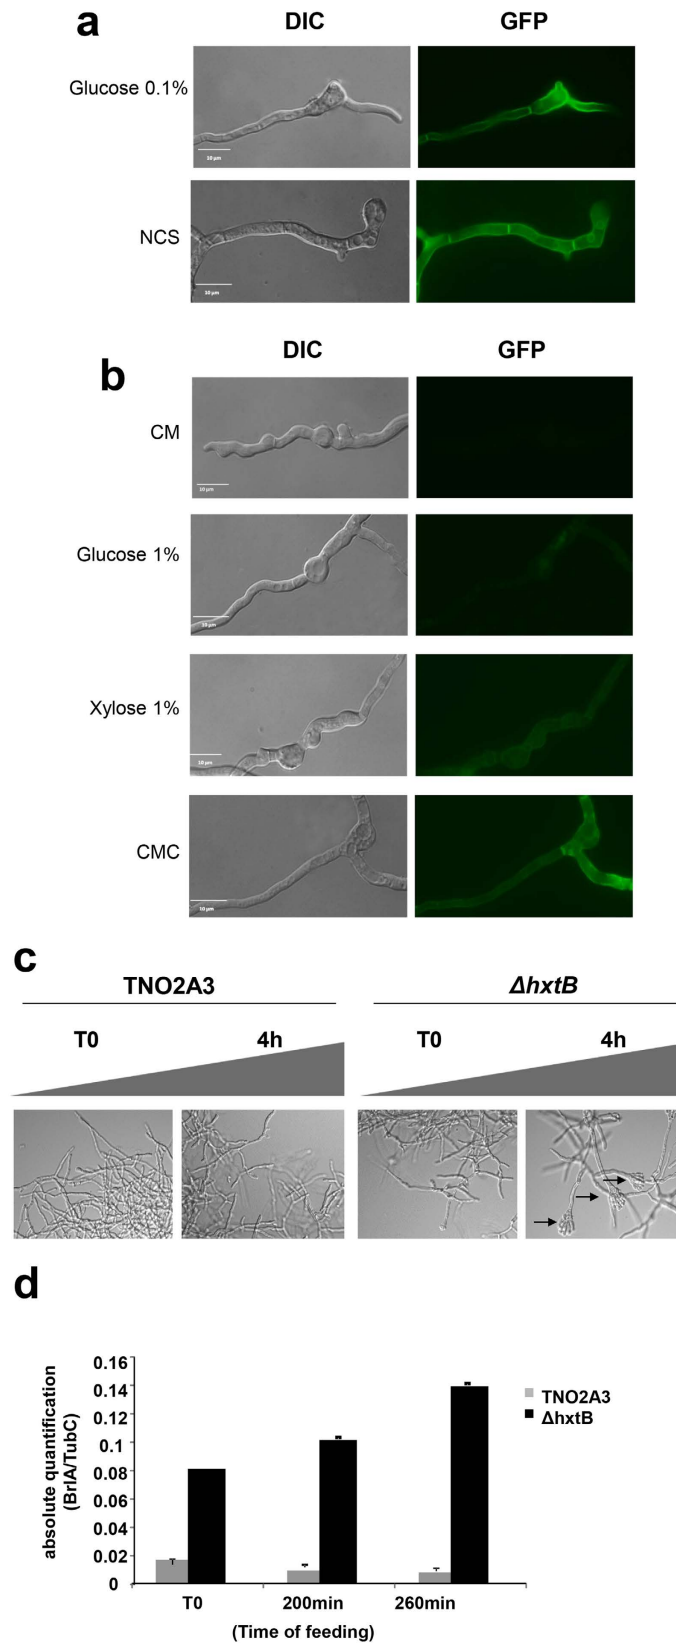 a
DIC GFP
Glucose 0.1%
10 µm
NCS
10 µm
DIC GFP
b
CM
10 µm
Glucose 1%
10 µm
Xylose 1%
10 µm
CMC
10 µm
c
TNO2A3 ΔhxtB
T0 4h T0 4h
d
absolute quantification
(BrlA/TubC)
0.16
0.14
0.12
0.1
0.08
0.06
0.04
0.02
0
TNO2A3
ΔhxtB
T0 200min 260min
(Time of feeding)